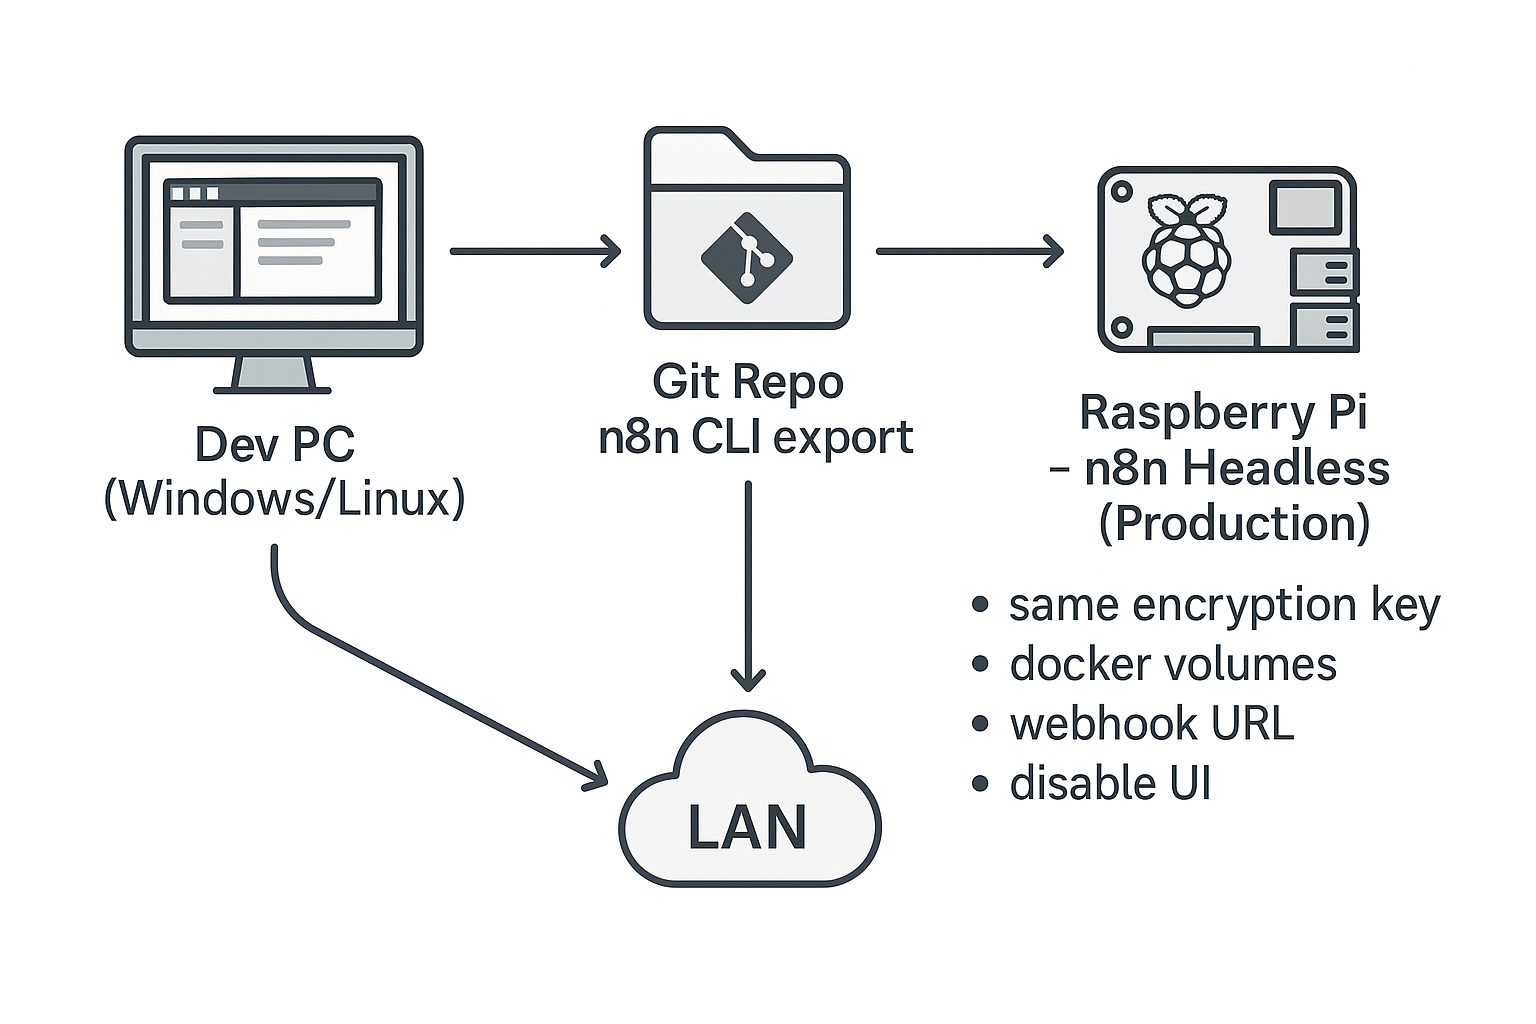 Dev PC
(Windows/Linux)
Git Repo
n8n CLI export
Raspberry Pi
– n8n Headless
(Production)
• same encryption key
• docker volumes
• webhook URL
• disable UI
LAN